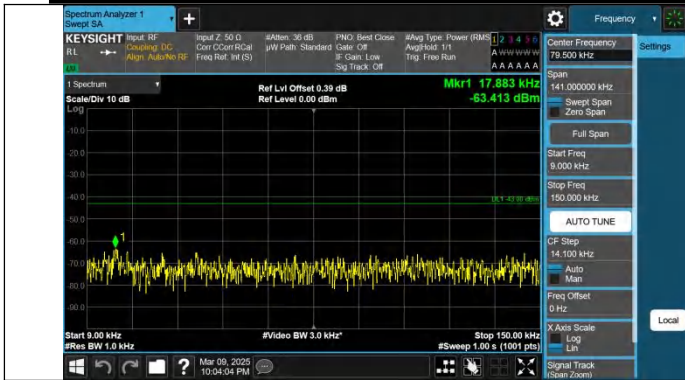 Spectrum Analyzer 1
Swept SA
Frequency
KEYSIGHT
RL
Input: RF
Coupling: DC
Align: Auto/No RF
Input Z: 50 Ω
Corr CCorr RCal
Freq Ref: Int (S)
#Atten: 36 dB
µW Path: Standard
PNO: Best Close
Gate: Off
IF Gain: Low
Sig Track: Off
#Avg Type: Power (RMS
Avg|Hold: 1/1
Trig: Free Run
1 2 3 4 5 6
A W W W W W
A A A A A A
1 Spectrum
Scale/Div 10 dB
Log
Ref Lvl Offset 0.39 dB
Ref Level 0.00 dBm
Mkr1 17.883 kHz
-63.413 dBm
-10.0
-20.0
-30.0
-40.0
-50.0
-60.0
-70.0
-80.0
-90.0
1
Start 9.00 kHz
#Res BW 1.0 kHz
#Video BW 3.0 kHz*
Stop 150.00 kHz
#Sweep 1.00 s (1001 pts)
Mar 09, 2025
10:04:04 PM
Center Frequency
79.500 kHz
Span
141.000000 kHz
Swept Span
Zero Span
Full Span
Start Freq
9.000 kHz
Stop Freq
150.000 kHz
AUTO TUNE
CF Step
14.100 kHz
Auto
Man
Freq Offset
0 Hz
X Axis Scale
Log
Lin
Signal Track
(Span Zoom)
Settings
Local